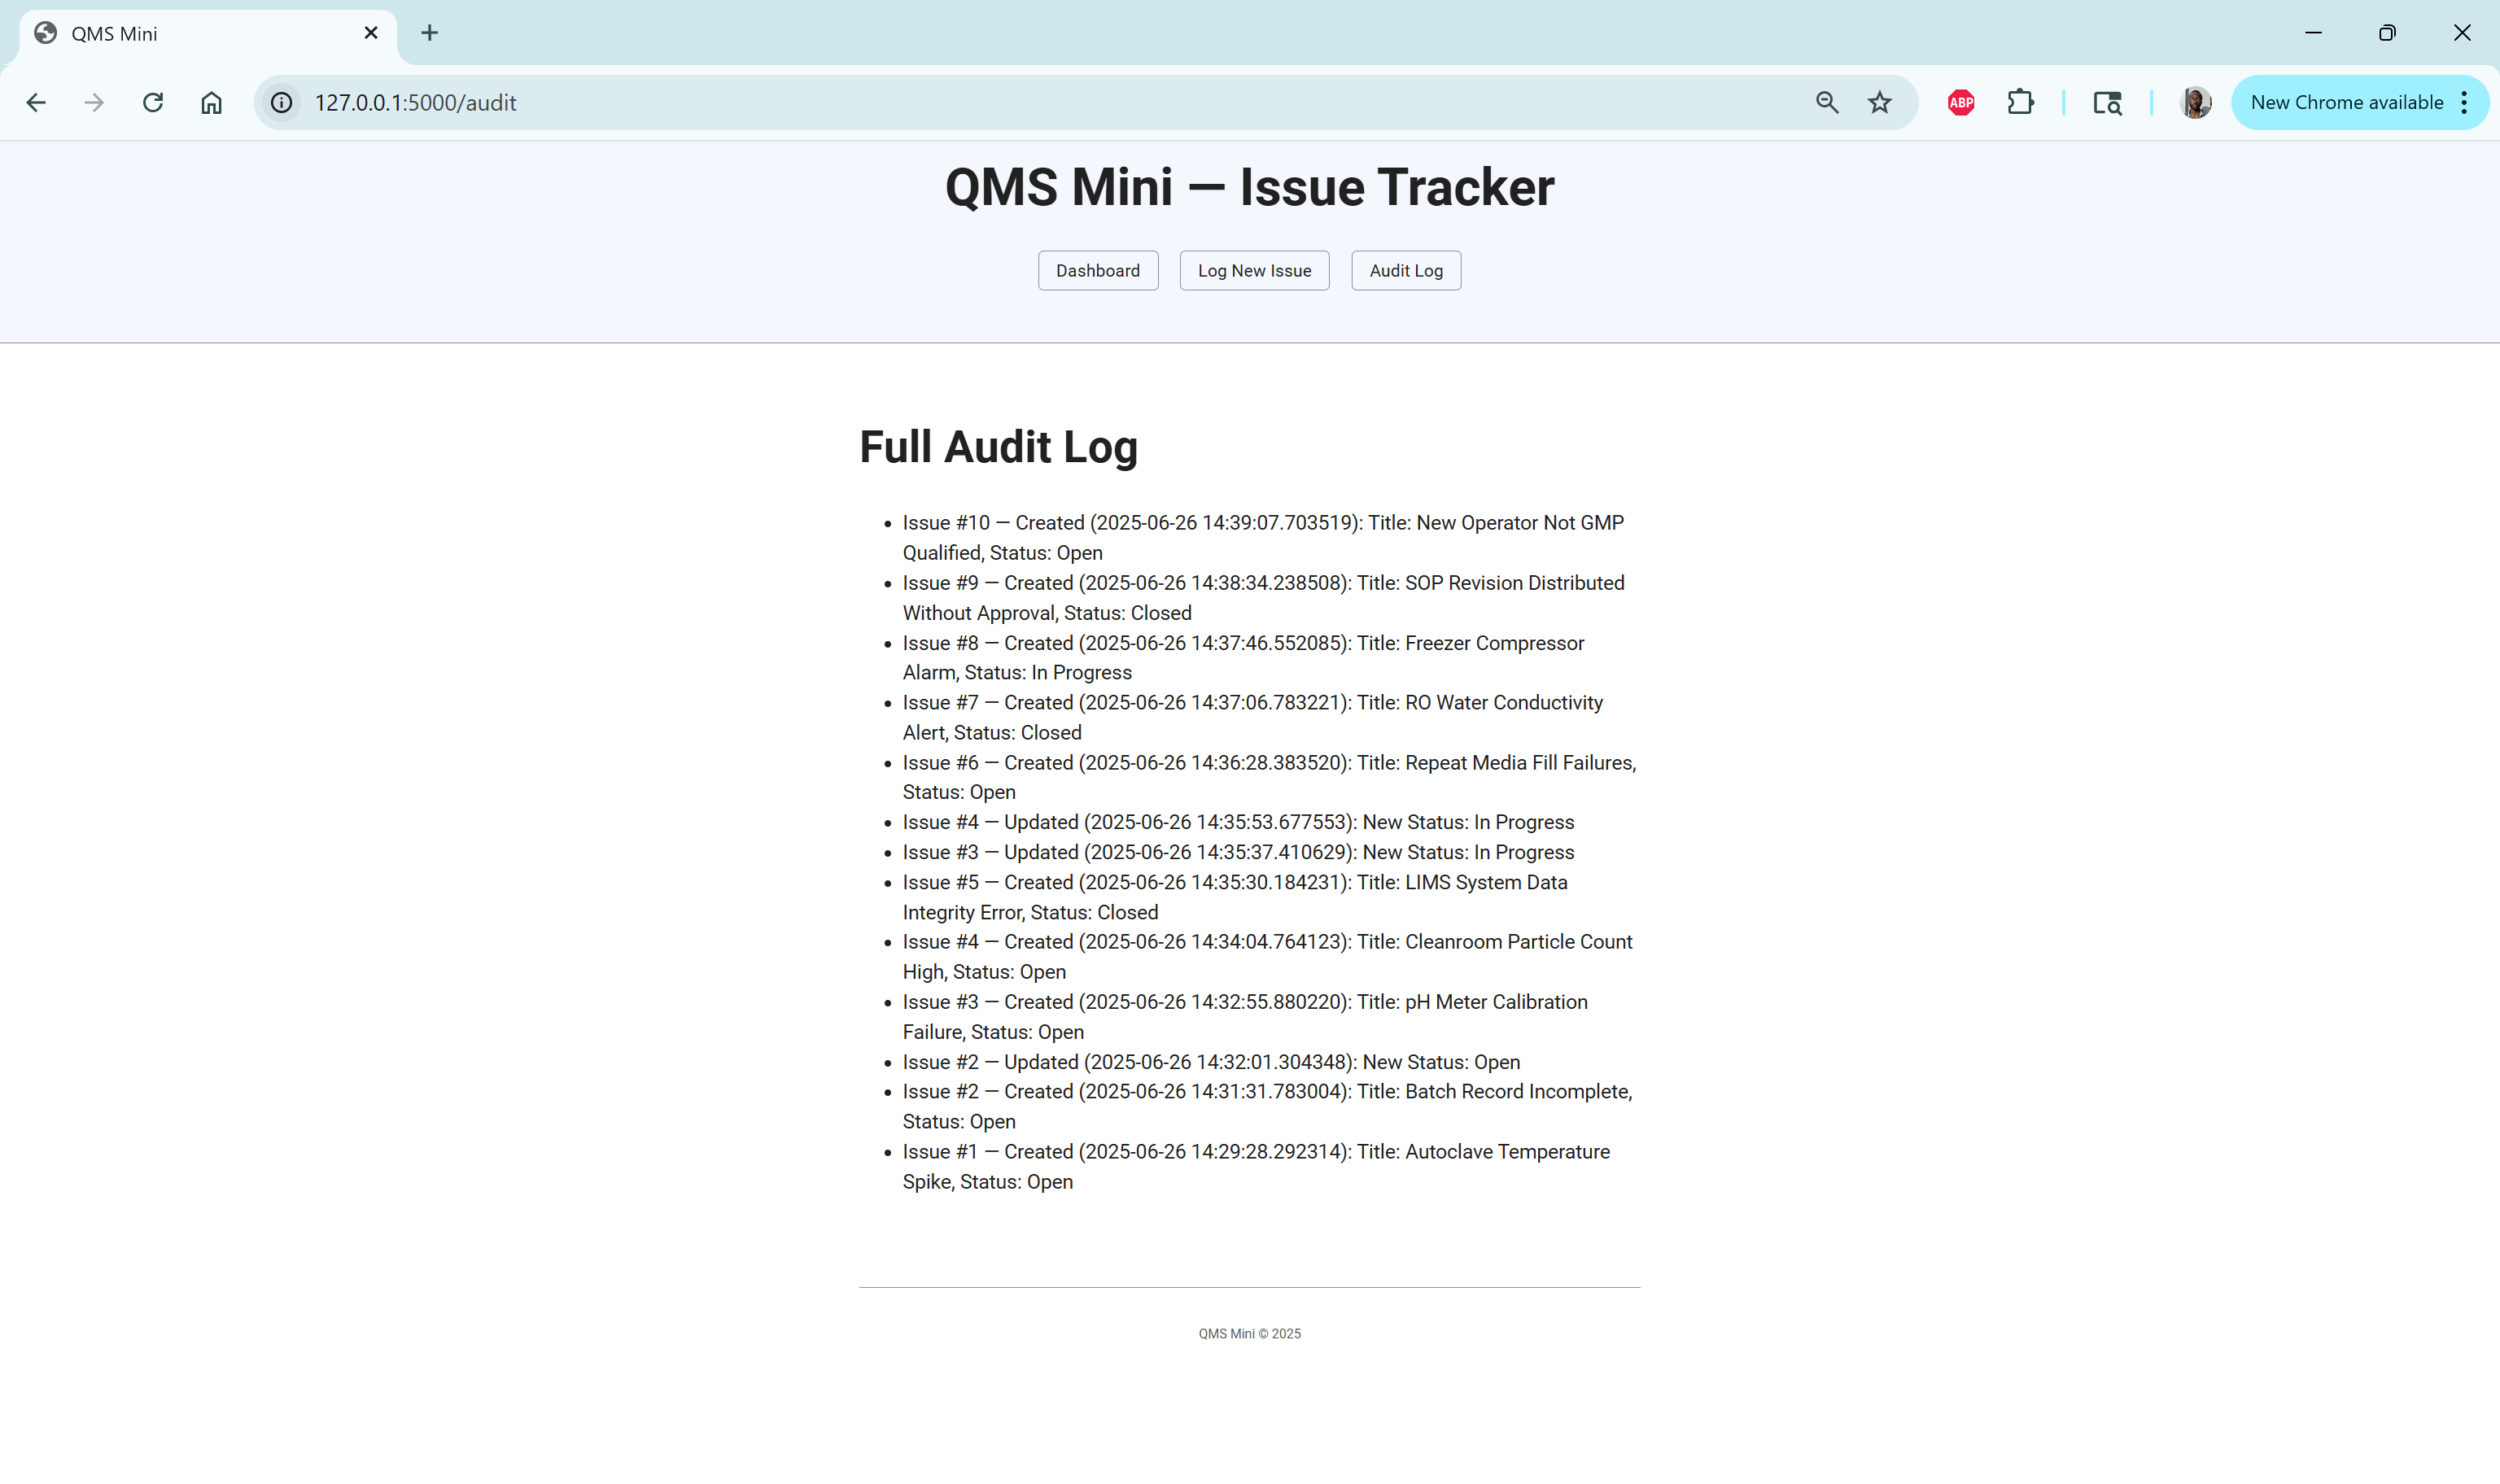 QMS Mini
127.0.0.1:5000/audit
ABP
New Chrome available
QMS Mini — Issue Tracker
Dashboard
Log New Issue
Audit Log
Full Audit Log
Issue #10 — Created (2025-06-26 14:39:07.703519): Title: New Operator Not GMP
Qualified, Status: Open
Issue #9 — Created (2025-06-26 14:38:34.238508): Title: SOP Revision Distributed
Without Approval, Status: Closed
Issue #8 — Created (2025-06-26 14:37:46.552085): Title: Freezer Compressor
Alarm, Status: In Progress
Issue #7 — Created (2025-06-26 14:37:06.783221): Title: RO Water Conductivity
Alert, Status: Closed
Issue #6 — Created (2025-06-26 14:36:28.383520): Title: Repeat Media Fill Failures,
Status: Open
Issue #4 — Updated (2025-06-26 14:35:53.677553): New Status: In Progress
Issue #3 — Updated (2025-06-26 14:35:37.410629): New Status: In Progress
Issue #5 — Created (2025-06-26 14:35:30.184231): Title: LIMS System Data
Integrity Error, Status: Closed
Issue #4 — Created (2025-06-26 14:34:04.764123): Title: Cleanroom Particle Count
High, Status: Open
Issue #3 — Created (2025-06-26 14:32:55.880220): Title: pH Meter Calibration
Failure, Status: Open
Issue #2 — Updated (2025-06-26 14:32:01.304348): New Status: Open
Issue #2 — Created (2025-06-26 14:31:31.783004): Title: Batch Record Incomplete,
Status: Open
Issue #1 — Created (2025-06-26 14:29:28.292314): Title: Autoclave Temperature
Spike, Status: Open
QMS Mini © 2025